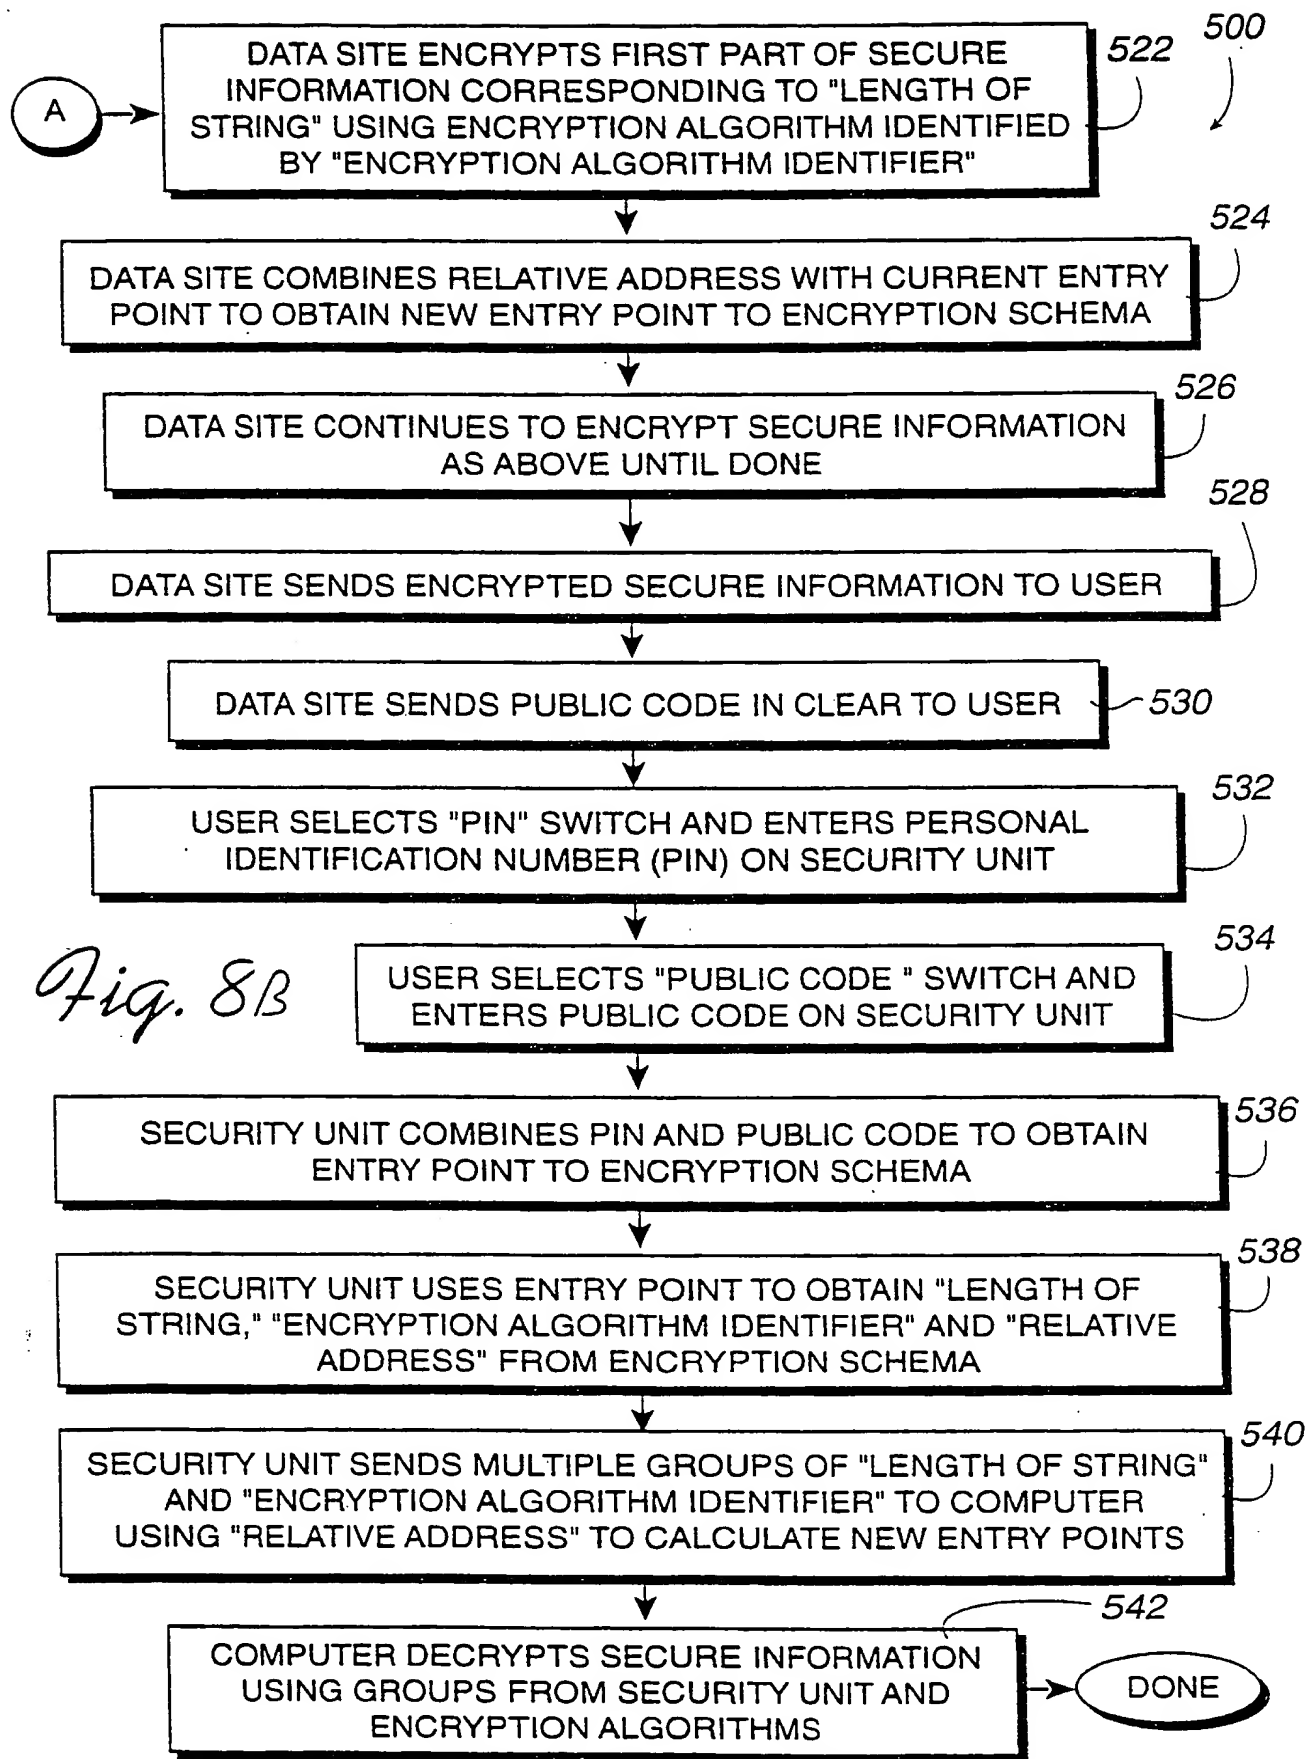 500
A
DATA SITE ENCRYPTS FIRST PART OF SECURE
INFORMATION CORRESPONDING TO "LENGTH OF
STRING" USING ENCRYPTION ALGORITHM IDENTIFIED
BY "ENCRYPTION ALGORITHM IDENTIFIER"
522
DATA SITE COMBINES RELATIVE ADDRESS WITH CURRENT ENTRY
POINT TO OBTAIN NEW ENTRY POINT TO ENCRYPTION SCHEMA
524
DATA SITE CONTINUES TO ENCRYPT SECURE INFORMATION
AS ABOVE UNTIL DONE
526
DATA SITE SENDS ENCRYPTED SECURE INFORMATION TO USER
528
DATA SITE SENDS PUBLIC CODE IN CLEAR TO USER
530
USER SELECTS "PIN" SWITCH AND ENTERS PERSONAL
IDENTIFICATION NUMBER (PIN) ON SECURITY UNIT
532
Fig. 8B
USER SELECTS "PUBLIC CODE " SWITCH AND
ENTERS PUBLIC CODE ON SECURITY UNIT
534
SECURITY UNIT COMBINES PIN AND PUBLIC CODE TO OBTAIN
ENTRY POINT TO ENCRYPTION SCHEMA
536
SECURITY UNIT USES ENTRY POINT TO OBTAIN "LENGTH OF
STRING," "ENCRYPTION ALGORITHM IDENTIFIER" AND "RELATIVE
ADDRESS" FROM ENCRYPTION SCHEMA
538
SECURITY UNIT SENDS MULTIPLE GROUPS OF "LENGTH OF STRING"
AND "ENCRYPTION ALGORITHM IDENTIFIER" TO COMPUTER
USING "RELATIVE ADDRESS" TO CALCULATE NEW ENTRY POINTS
540
COMPUTER DECRYPTS SECURE INFORMATION
USING GROUPS FROM SECURITY UNIT AND
ENCRYPTION ALGORITHMS
542
DONE